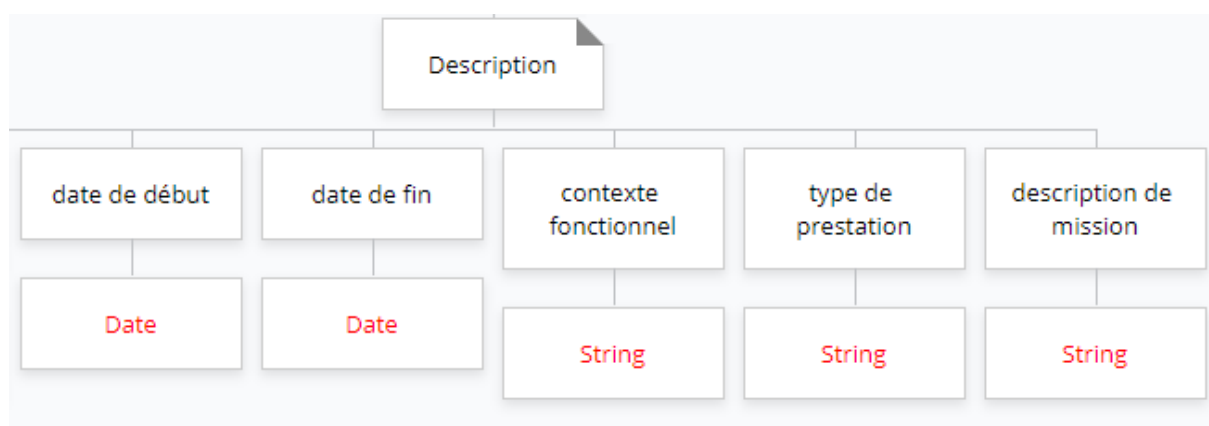 Description
date de début
date de fin
contexte
fonctionnel
type de
prestation
description de
mission
Date
Date
String
String
String